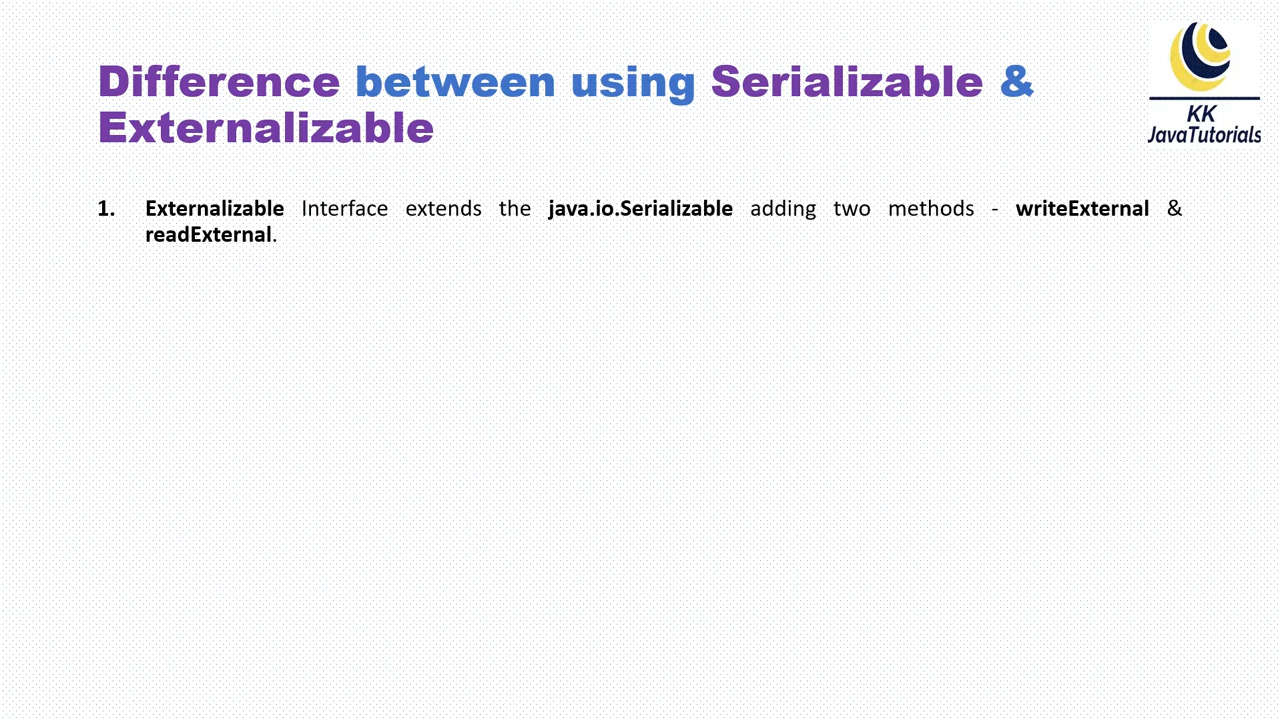 Difference between using Serializable &
Externalizable
KK
JavaTutorials
1. Externalizable Interface extends the java.io.Serializable adding two methods - writeExternal &
readExternal.